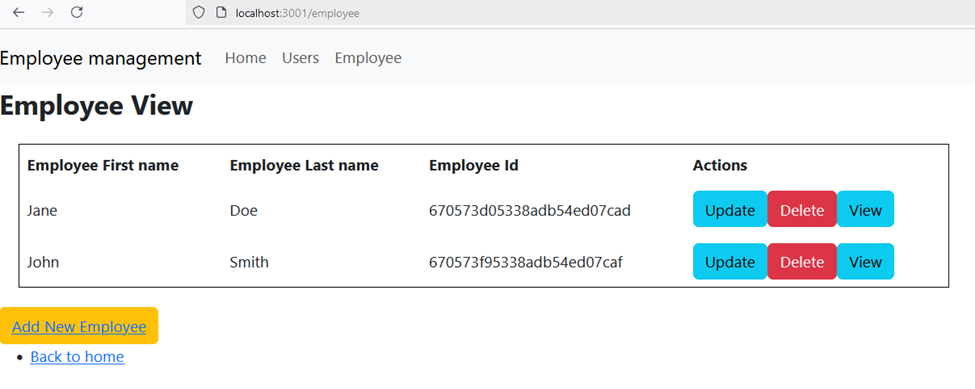 localhost:3001/employee
Employee management Home Users Employee
Employee View
Employee First name Employee Last name Employee Id Actions
Jane Doe 670573d05338adb54ed07cad Update Delete View
John Smith 670573f95338adb54ed07caf Update Delete View
Add New Employee
Back to home